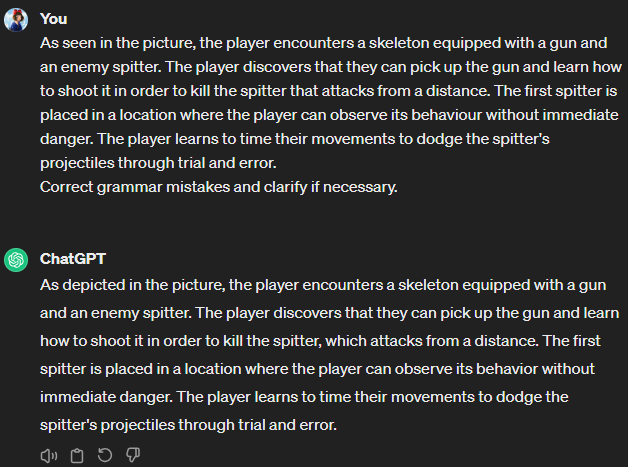 You
As seen in the picture, the player encounters a skeleton equipped with a gun and
an enemy spitter. The player discovers that they can pick up the gun and learn how
to shoot it in order to kill the spitter that attacks from a distance. The first spitter is
placed in a location where the player can observe its behaviour without immediate
danger. The player learns to time their movements to dodge the spitter's
projectiles through trial and error.
Correct grammar mistakes and clarify if necessary.
ChatGPT
As depicted in the picture, the player encounters a skeleton equipped with a gun
and an enemy spitter. The player discovers that they can pick up the gun and learn
how to shoot it in order to kill the spitter, which attacks from a distance. The first
spitter is placed in a location where the player can observe its behavior without
immediate danger. The player learns to time their movements to dodge the
spitter's projectiles through trial and error.